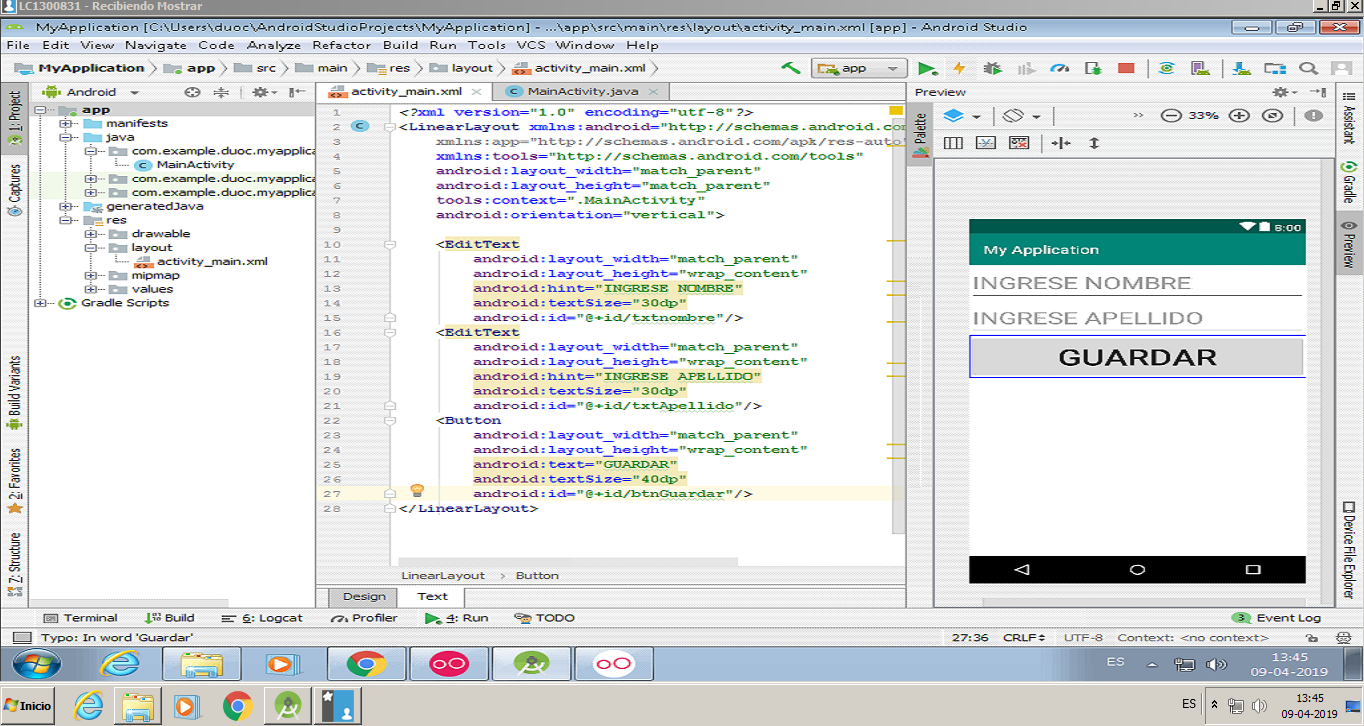 LC1300831 - Recibiendo Mostrar
MyApplication [C:\Users\duoc\AndroidStudioProjects\MyApplication] - ...\app\src\main\res\layout\activity_main.xml [app] - Android Studio
File Edit View Navigate Code Analyze Refactor Build Run Tools VCS Window Help
MyApplication app src main res layout activity_main.xml
app
Android
activity_main.xml
MainActivity.java
Preview
1: Project
Captures
Build Variants
2: Favorites
7: Structure
app
manifests
java
com.example.duoc.myapplica
MainActivity
com.example.duoc.myapplica
com.example.duoc.myapplica
generatedJava
res
drawable
layout
activity_main.xml
mipmap
values
Gradle Scripts
1 <?xml version="1.0" encoding="utf-8"?>
2 <LinearLayout xmlns:android="http://schemas.android.co
3 xmlns:app="http://schemas.android.com/apk/res-auto"
4 xmlns:tools="http://schemas.android.com/tools"
5 android:layout_width="match_parent"
6 android:layout_height="match_parent"
7 tools:context=".MainActivity"
8 android:orientation="vertical">
9
10 <EditText
11 android:layout_width="match_parent"
12 android:layout_height="wrap_content"
13 android:hint="INGRESE NOMBRE"
14 android:textSize="30dp"
15 android:id="@+id/txtnombre"/>
16 <EditText
17 android:layout_width="match_parent"
18 android:layout_height="wrap_content"
19 android:hint="INGRESE APELLIDO"
20 android:textSize="30dp"
21 android:id="@+id/txtApellido"/>
22 <Button
23 android:layout_width="match_parent"
24 android:layout_height="wrap_content"
25 android:text="GUARDAR"
26 android:textSize="40dp"
27 android:id="@+id/btnGuardar"/>
28 </LinearLayout>
LinearLayout › Button
Design Text
Palette
33%
8:00
My Application
INGRESE NOMBRE
INGRESE APELLIDO
GUARDAR
Assistant
Gradle
Preview
Device File Explorer
Terminal Build 6: Logcat Profiler 4: Run TODO
3 Event Log
Typo: In word 'Guardar'
27:36 CRLF UTF-8 Context: <no context>
ES
13:45
09-04-2019
Inicio
ES
13:45
09-04-2019